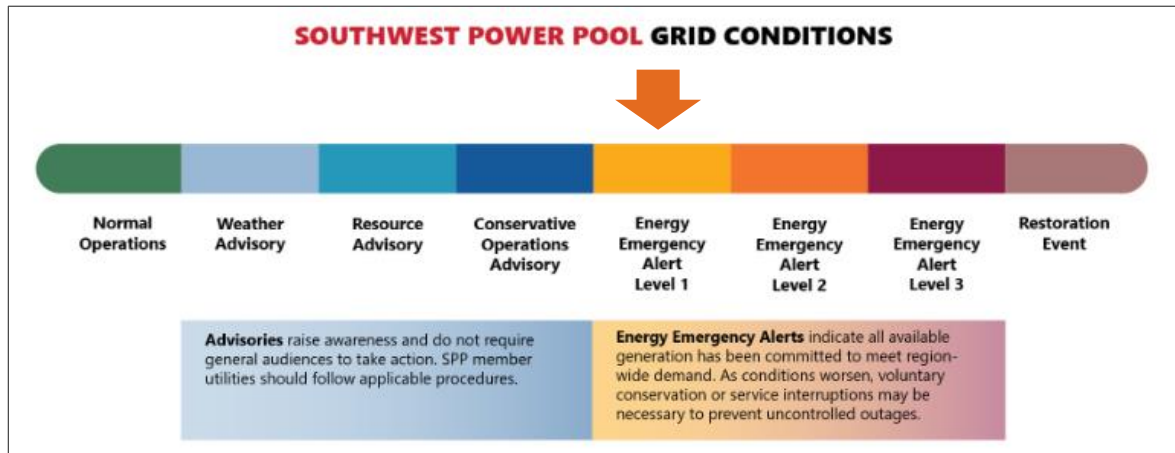 SOUTHWEST POWER POOL GRID CONDITIONS
Normal
Operations
Weather
Advisory
Resource
Advisory
Conservative
Operations
Advisory
Energy
Emergency
Alert
Level 1
Energy
Emergency
Alert
Level 2
Energy
Emergency
Alert
Level 3
Restoration
Event
Advisories raise awareness and do not require
general audiences to take action. SPP member
utilities should follow applicable procedures.
Energy Emergency Alerts indicate all available
generation has been committed to meet region-
wide demand. As conditions worsen, voluntary
conservation or service interruptions may be
necessary to prevent uncontrolled outages.